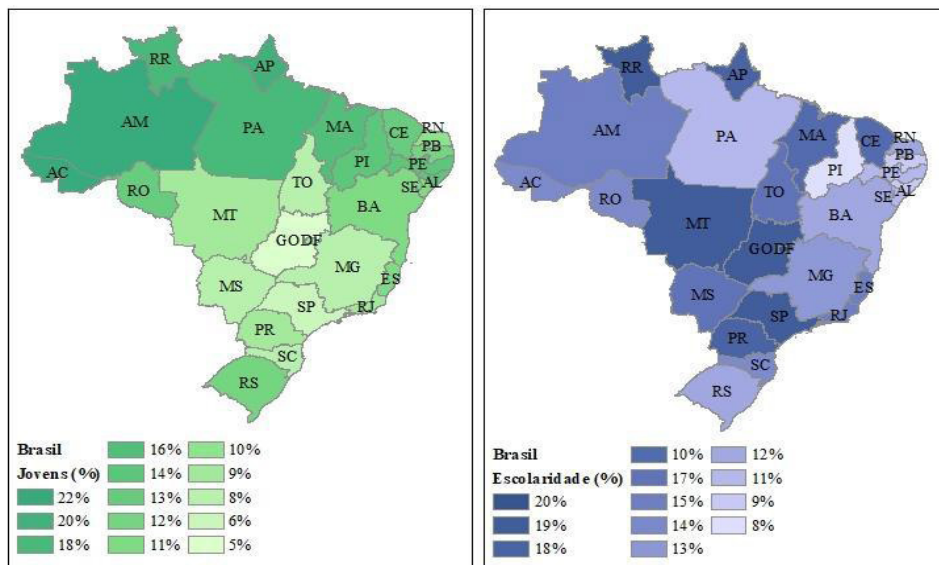 RR
AP
AM
PA
MA
CE
RN
PB
PI
PE
AL
SE
AC
RO
TO
BA
MT
GO
DF
MG
ES
MS
SP
RJ
PR
SC
RS
Brasil
Jovens (%)
22%
20%
18%
16%
14%
13%
12%
11%
10%
9%
8%
6%
5%
RR
AP
AM
PA
MA
CE
RN
PB
PI
PE
AL
SE
AC
RO
TO
BA
MT
GO
DF
MG
ES
MS
SP
RJ
PR
SC
RS
Brasil
Escolaridade (%)
20%
19%
18%
10%
17%
15%
14%
13%
12%
11%
9%
8%